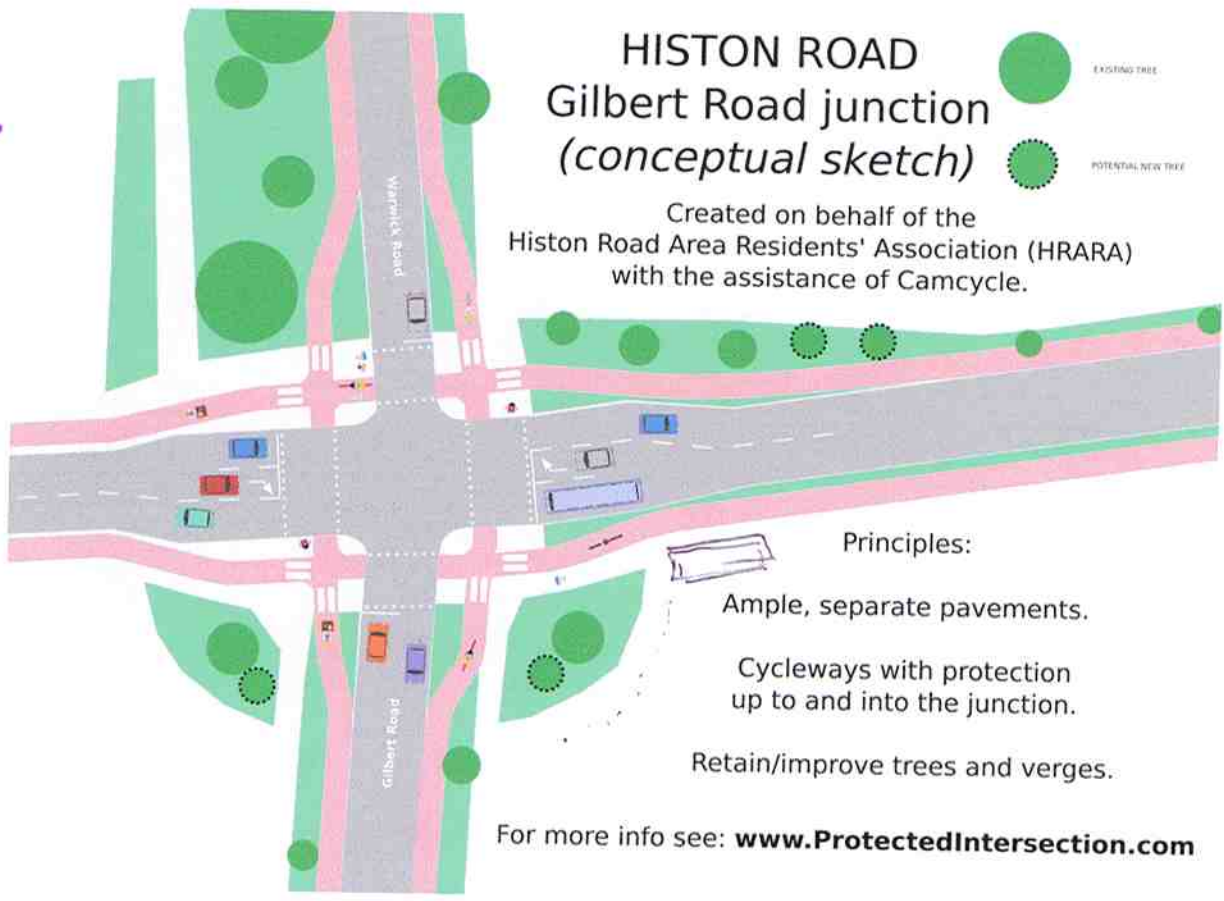 HISTON ROAD
Gilbert Road junction
(conceptual sketch)
EXISTING TREE
POTENTIAL NEW TREE
Created on behalf of the
Histon Road Area Residents' Association (HRARA)
with the assistance of Camcycle.
Warwick Road
Principles:
Ample, separate pavements.
Cycleways with protection
up to and into the junction.
Retain/improve trees and verges.
Gilbert Road
For more info see: www.ProtectedIntersection.com